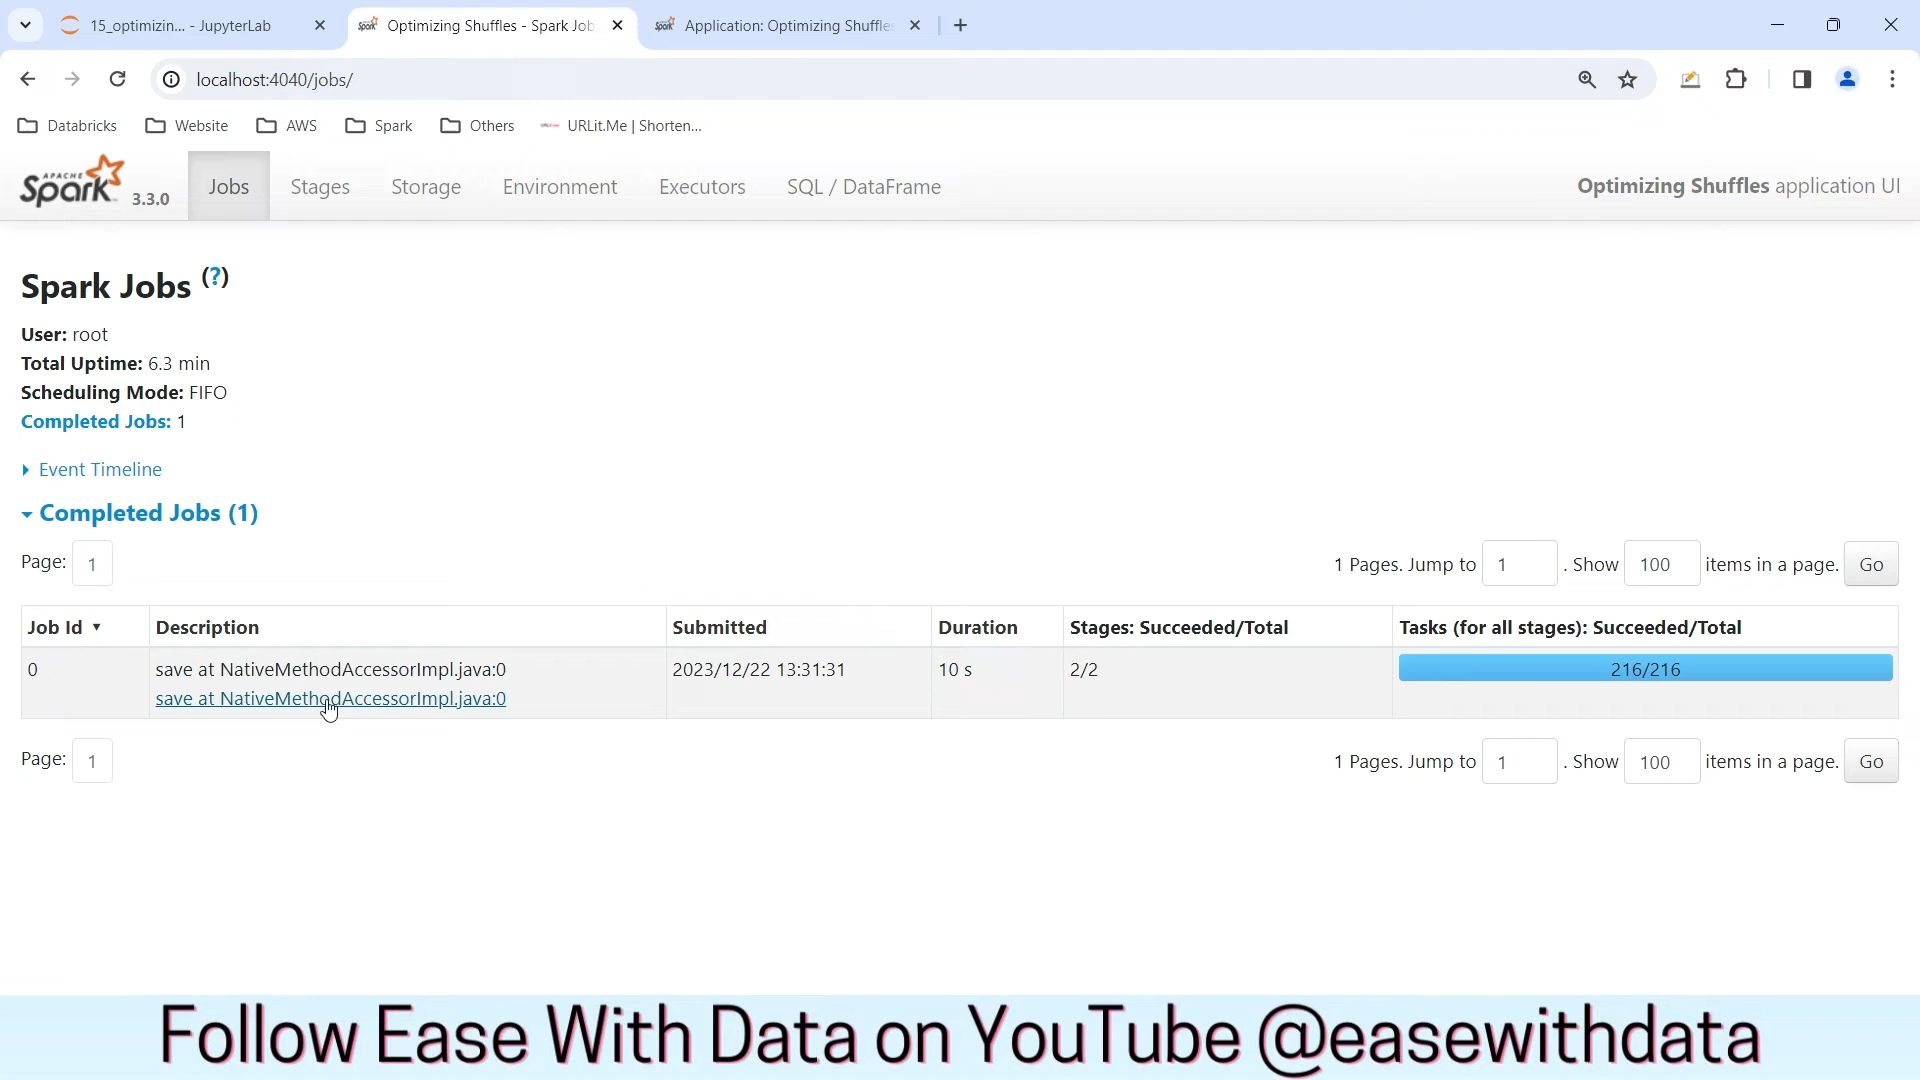 15_optimizin... - JupyterLab
Optimizing Shuffles - Spark Job
Application: Optimizing Shuffle
localhost:4040/jobs/
Databricks
Website
AWS
Spark
Others
URLit.Me | Shorten...
APACHE Spark 3.3.0
Jobs
Stages
Storage
Environment
Executors
SQL / DataFrame
Optimizing Shuffles application UI
Spark Jobs (?)
User: root
Total Uptime: 6.3 min
Scheduling Mode: FIFO
Completed Jobs: 1
Event Timeline
Completed Jobs (1)
Page: 1
1 Pages. Jump to 1 . Show 100 items in a page. Go
Job Id ▼ Description Submitted Duration Stages: Succeeded/Total Tasks (for all stages): Succeeded/Total
0 save at NativeMethodAccessorImpl.java:0 2023/12/22 13:31:31 10 s 2/2 216/216
save at NativeMethodAccessorImpl.java:0
Page: 1
1 Pages. Jump to 1 . Show 100 items in a page. Go
Follow Ease With Data on YouTube @easewithdata